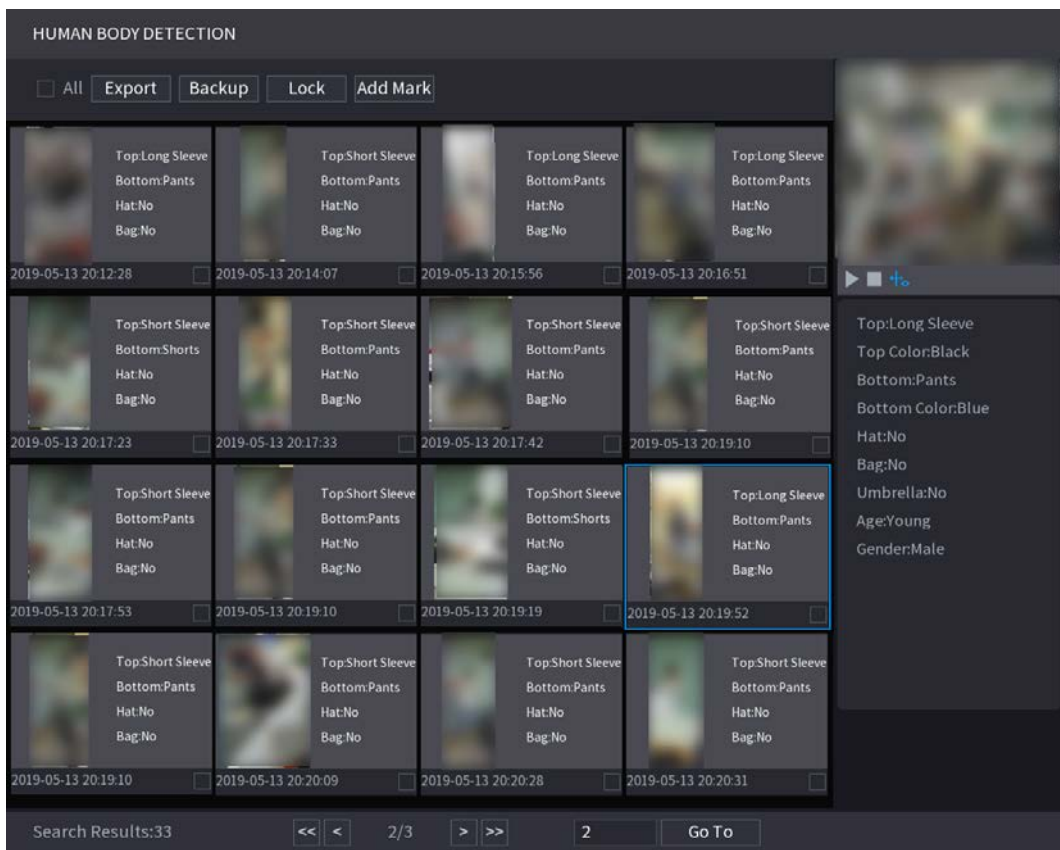 HUMAN BODY DETECTION
All Export Backup Lock Add Mark
Top:Long Sleeve
Bottom:Pants
Hat:No
Bag:No
2019-05-13 20:12:28
Top:Short Sleeve
Bottom:Pants
Hat:No
Bag:No
2019-05-13 20:14:07
Top:Long Sleeve
Bottom:Pants
Hat:No
Bag:No
2019-05-13 20:15:56
Top:Long Sleeve
Bottom:Pants
Hat:No
Bag:No
2019-05-13 20:16:51
Top:Short Sleeve
Bottom:Shorts
Hat:No
Bag:No
2019-05-13 20:17:23
Top:Short Sleeve
Bottom:Pants
Hat:No
Bag:No
2019-05-13 20:17:33
Top:Short Sleeve
Bottom:Pants
Hat:No
Bag:No
2019-05-13 20:17:42
Top:Short Sleeve
Bottom:Pants
Hat:No
Bag:No
2019-05-13 20:19:10
Top:Short Sleeve
Bottom:Pants
Hat:No
Bag:No
2019-05-13 20:17:53
Top:Short Sleeve
Bottom:Pants
Hat:No
Bag:No
2019-05-13 20:19:10
Top:Short Sleeve
Bottom:Shorts
Hat:No
Bag:No
2019-05-13 20:19:19
Top:Long Sleeve
Bottom:Pants
Hat:No
Bag:No
2019-05-13 20:19:52
Top:Short Sleeve
Bottom:Pants
Hat:No
Bag:No
2019-05-13 20:19:10
Top:Short Sleeve
Bottom:Pants
Hat:No
Bag:No
2019-05-13 20:20:09
Top:Short Sleeve
Bottom:Pants
Hat:No
Bag:No
2019-05-13 20:20:28
Top:Short Sleeve
Bottom:Pants
Hat:No
Bag:No
2019-05-13 20:20:31
Top:Long Sleeve
Top Color:Black
Bottom:Pants
Bottom Color:Blue
Hat:No
Bag:No
Umbrella:No
Age:Young
Gender:Male
Search Results:33 << < 2/3 > >> 2 Go To